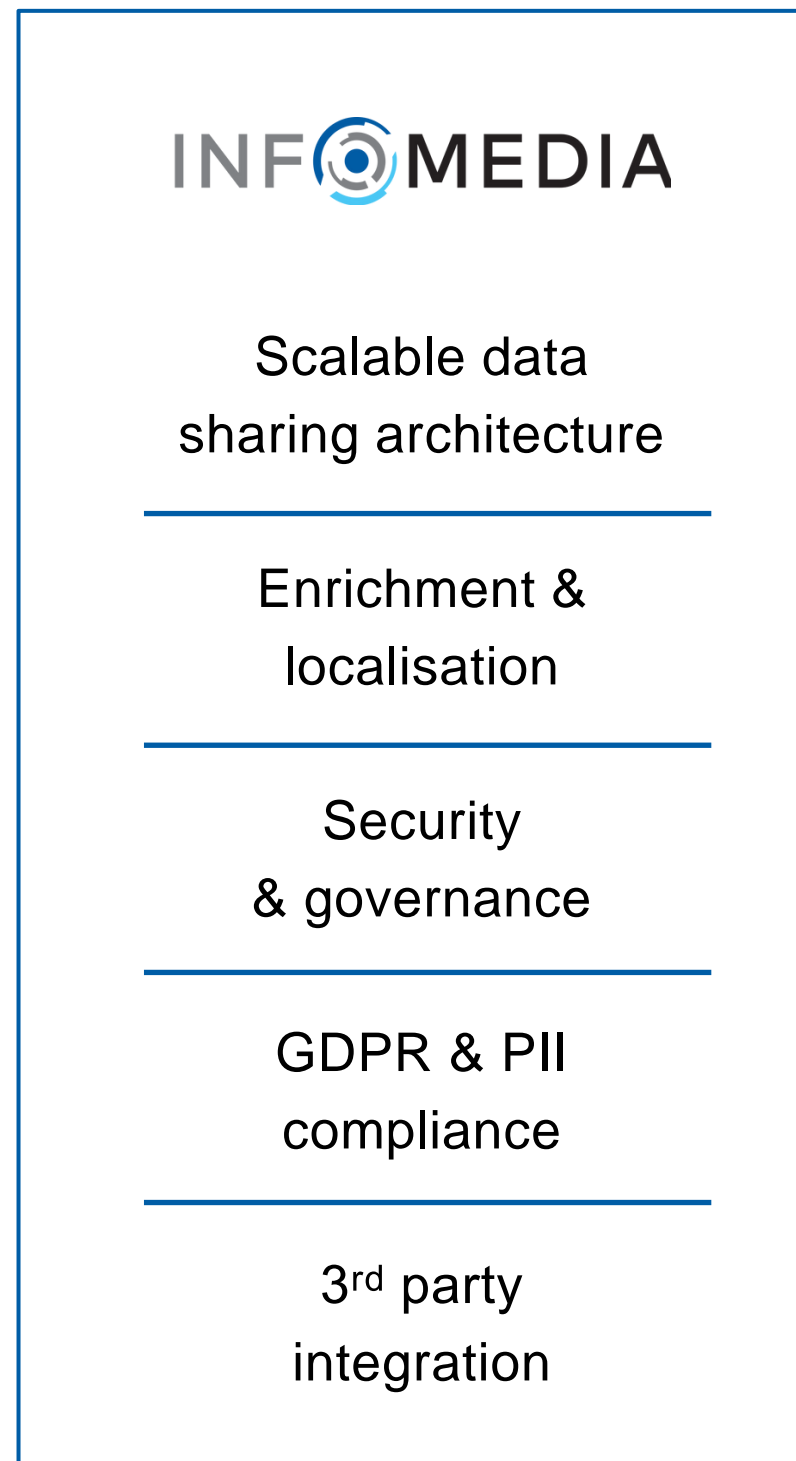 INFOMEDIA
Scalable data
sharing architecture
Enrichment &
localisation
Security
& governance
GDPR & PII
compliance
3rd party
integration